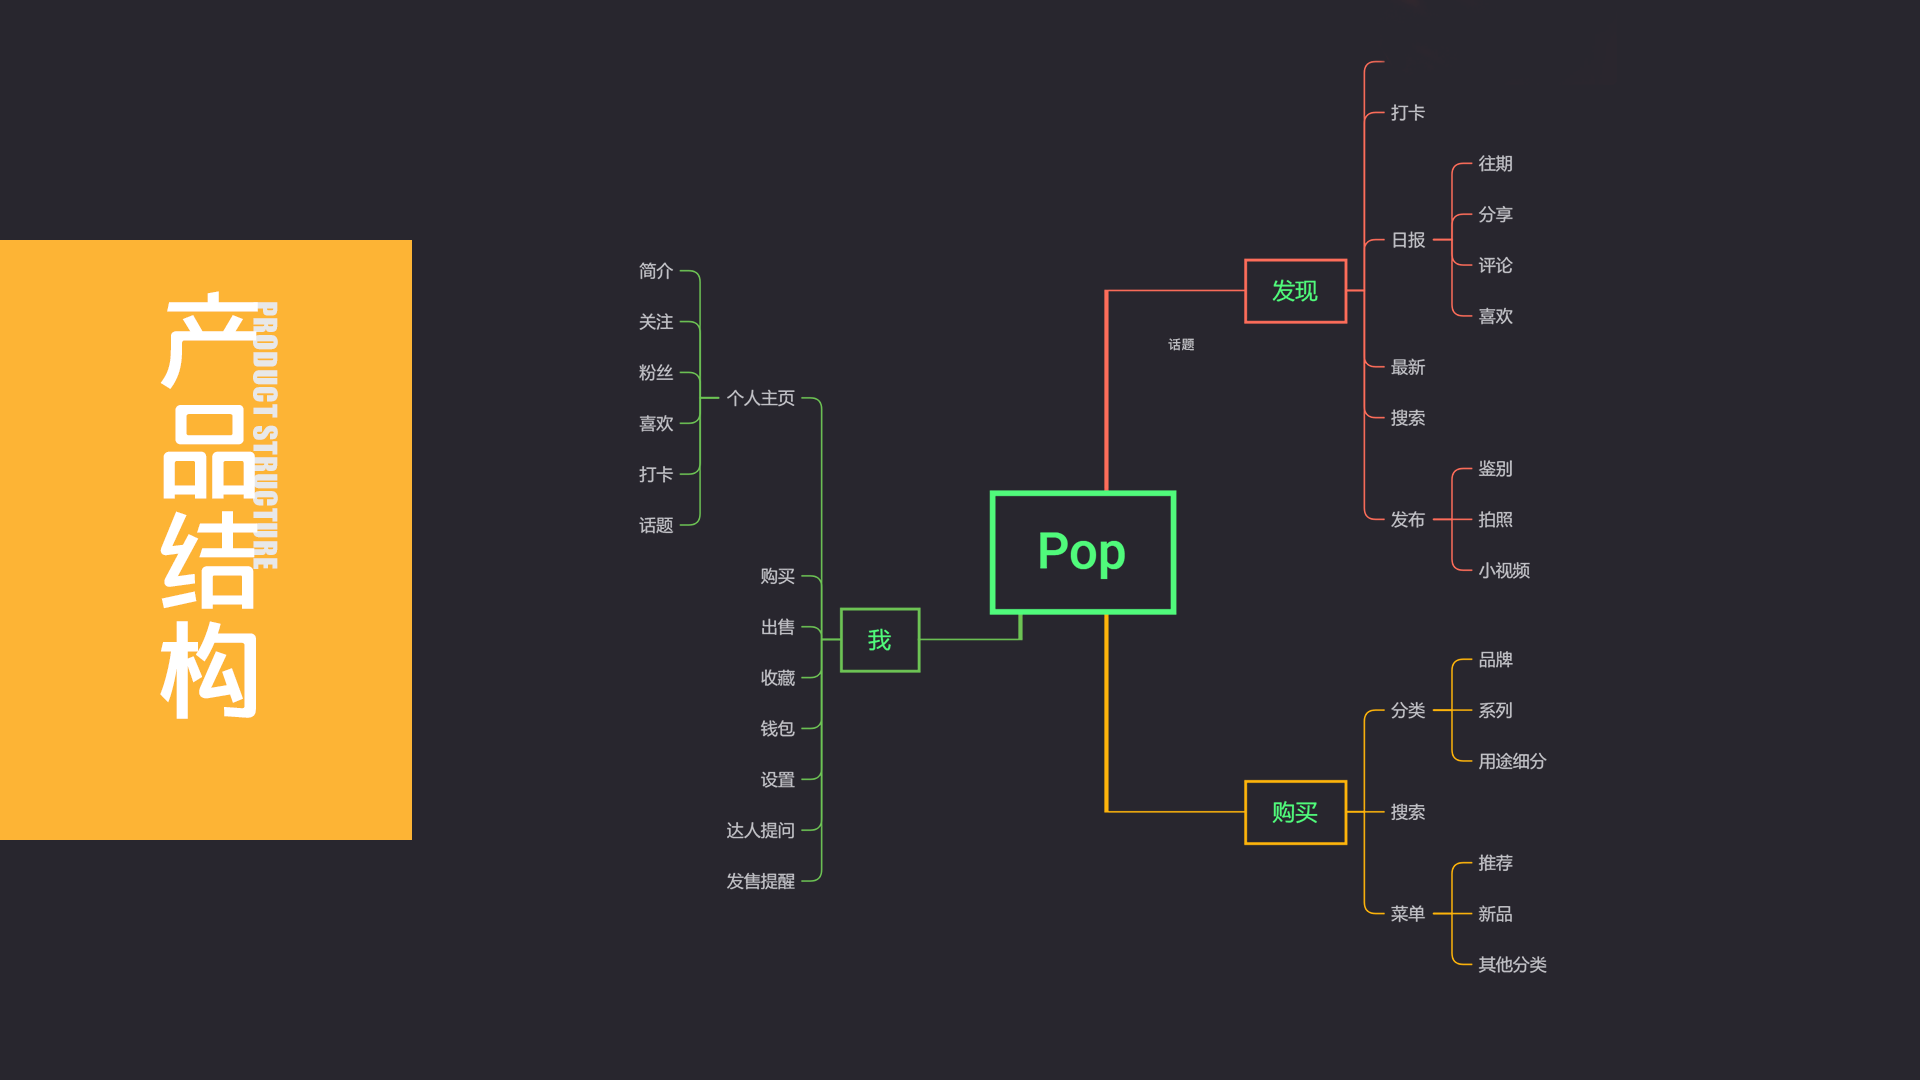 产品结构
PRODUCT STRUCTURE
简介
关注
粉丝
喜欢
打卡
话题
个人主页
购买
出售
收藏
钱包
设置
达人提问
发售提醒
我
Pop
话题
发现
打卡
日报
往期
分享
评论
喜欢
最新
搜索
发布
鉴别
拍照
小视频
购买
分类
品牌
系列
用途细分
搜索
菜单
推荐
新品
其他分类